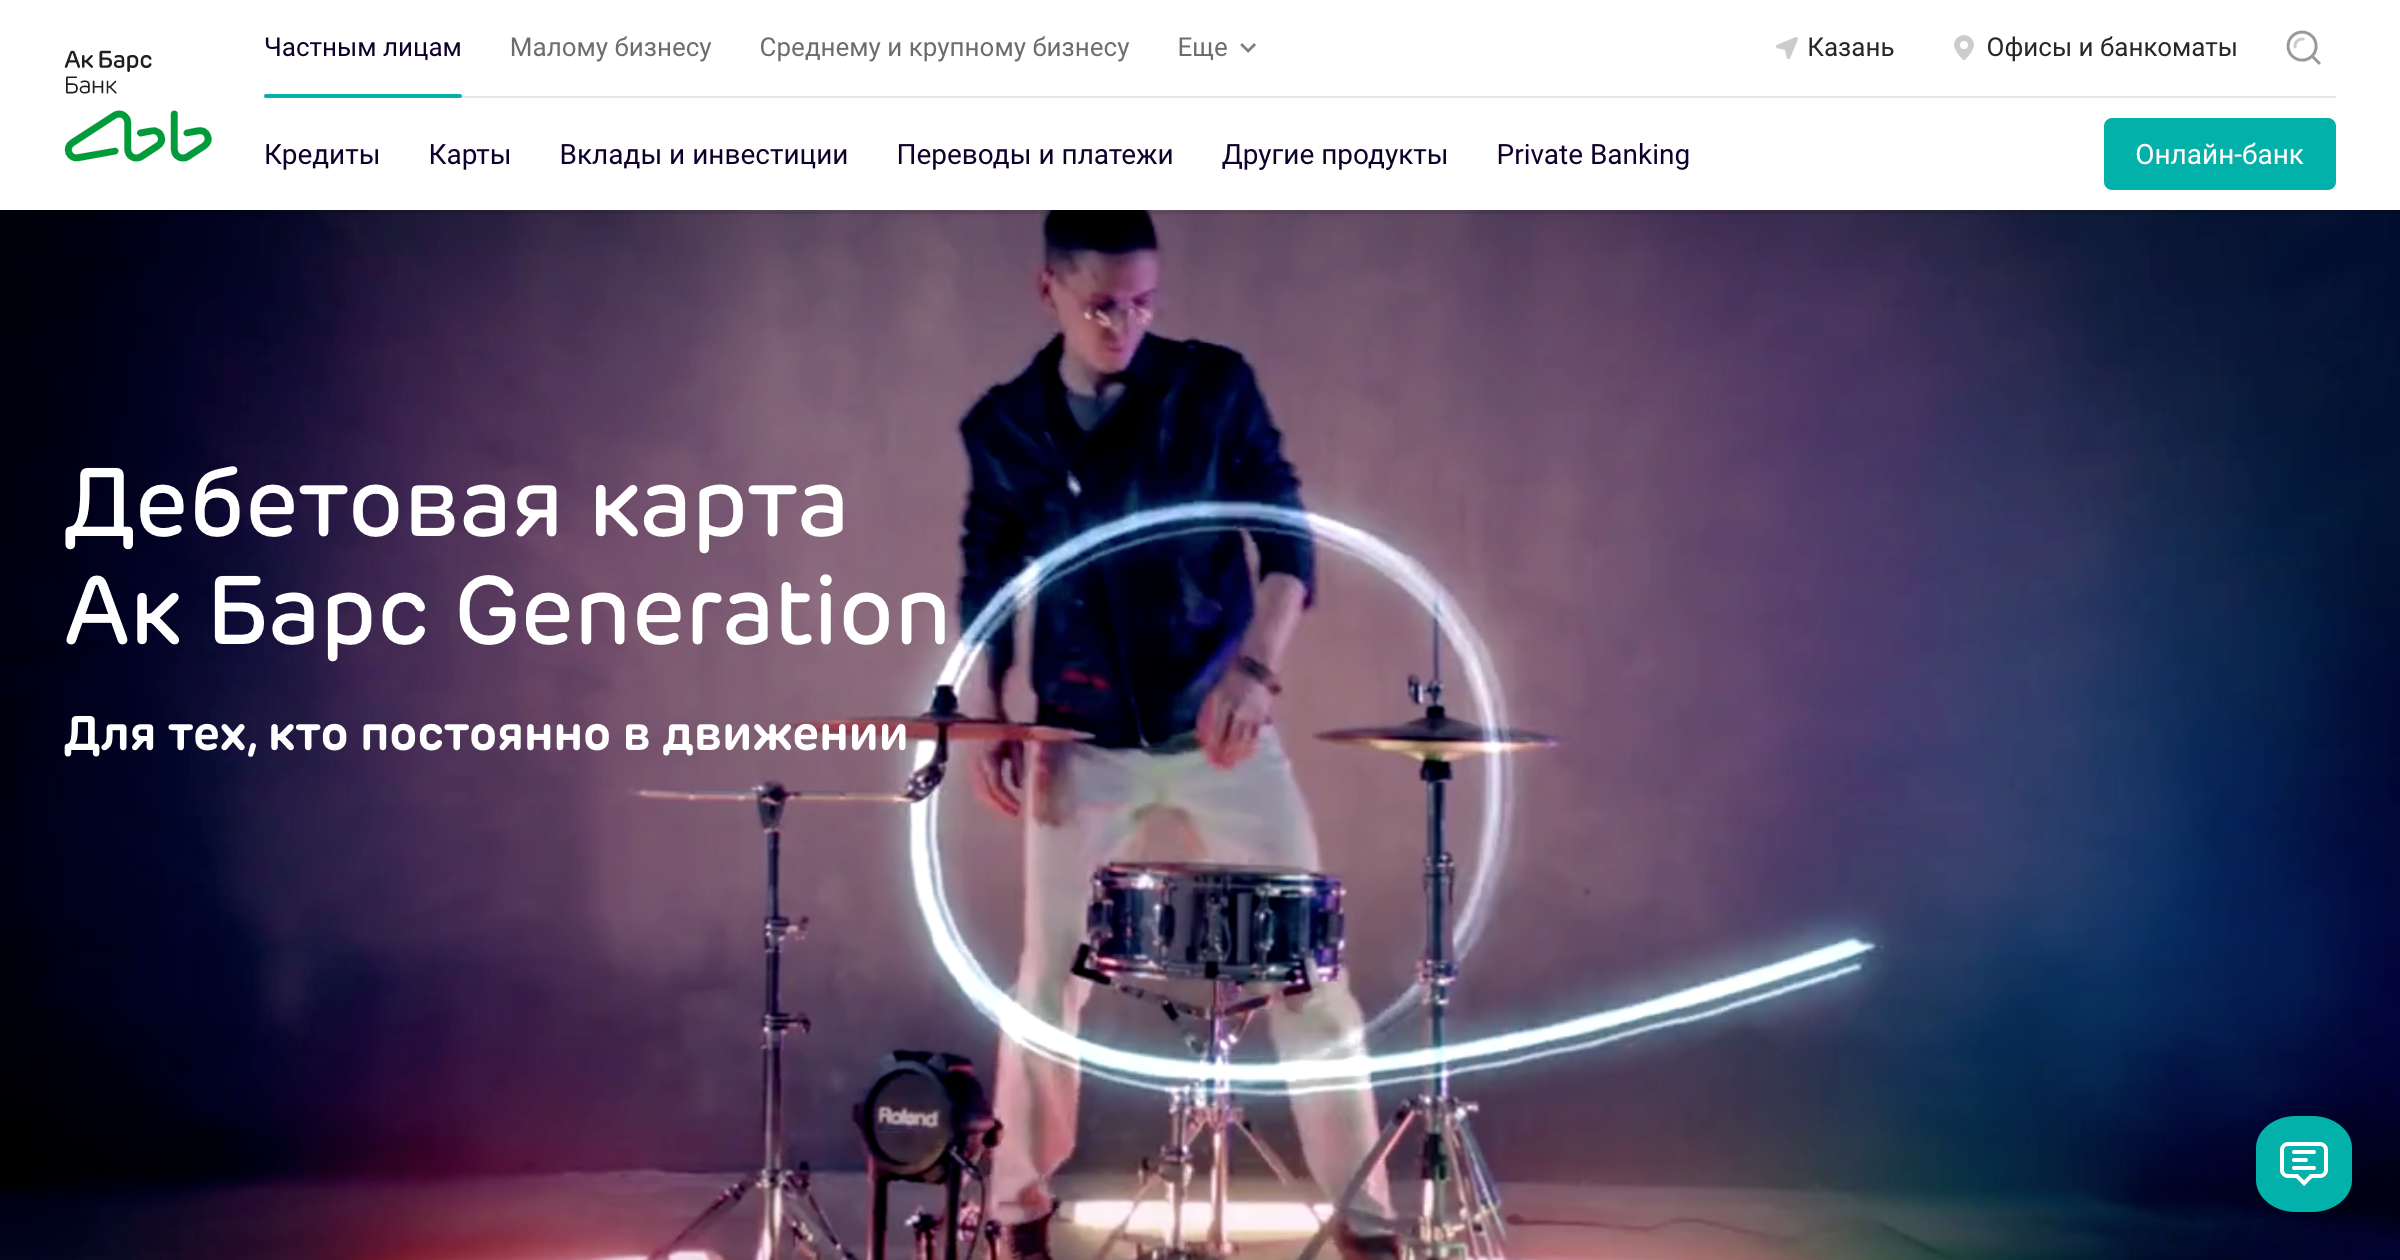 Ак Барс
Банк
Частным лицам
Малому бизнесу
Среднему и крупному бизнесу
Еще
Казань
Офисы и банкоматы
Кредиты
Карты
Вклады и инвестиции
Переводы и платежи
Другие продукты
Private Banking
Онлайн-банк
Дебетовая карта
Ак Барс Generation
Для тех, кто постоянно в движении
Roland